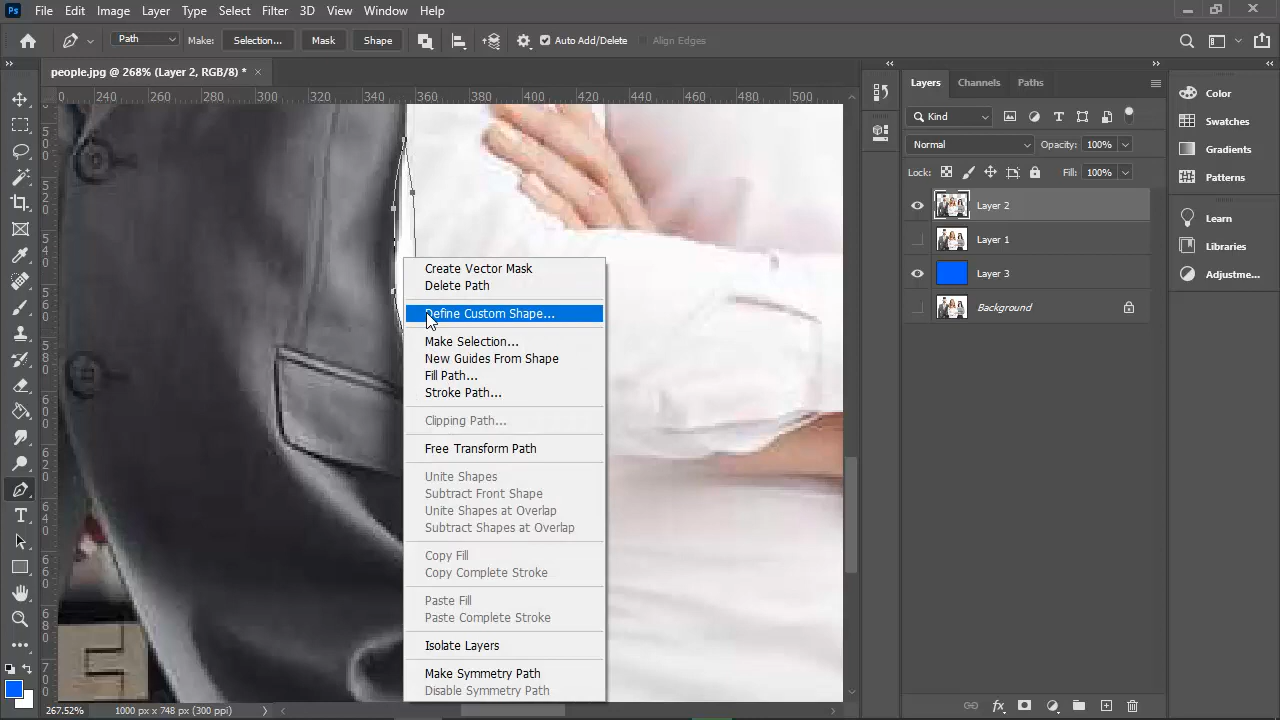 Ps File Edit Image Layer Type Select Filter 3D View Window Help
Path Make: Selection... Mask Shape Auto Add/Delete Align Edges
people.jpg @ 268% (Layer 2, RGB/8) *
0 240 260 280 300 320 340 360 380 400 420 440 460 480 500
Create Vector Mask
Delete Path
Define Custom Shape...
Make Selection...
New Guides From Shape
Fill Path...
Stroke Path...
Clipping Path...
Free Transform Path
Unite Shapes
Subtract Front Shape
Unite Shapes at Overlap
Subtract Shapes at Overlap
Copy Fill
Copy Complete Stroke
Paste Fill
Paste Complete Stroke
Isolate Layers
Make Symmetry Path
Disable Symmetry Path
267.52% 1000 px x 748 px (300 ppi)
Layers Channels Paths
Kind
Normal Opacity: 100%
Lock: Fill: 100%
Layer 2
Layer 1
Layer 3
Background
fx
Color
Swatches
Gradients
Patterns
Learn
Libraries
Adjustme...